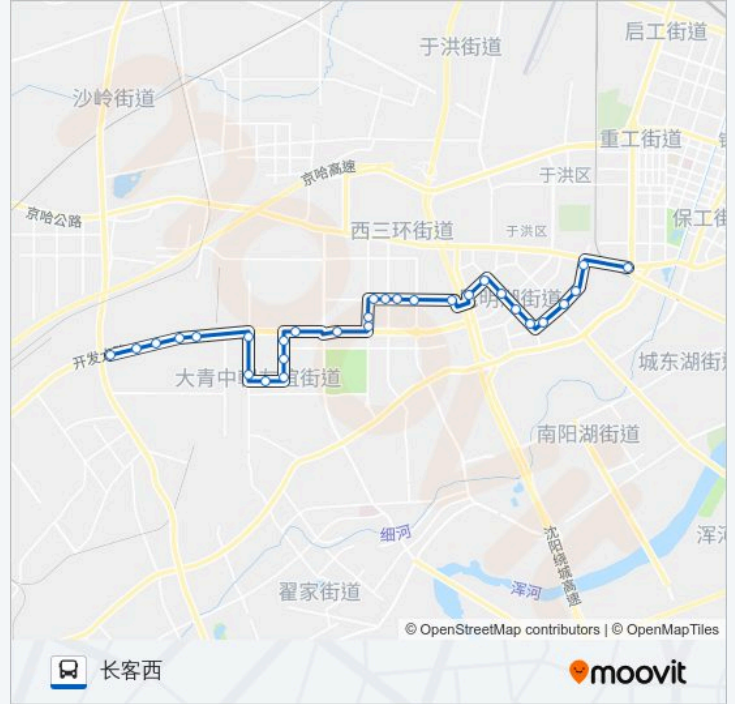 启工街道
于洪街道
沙岭街道
重工街道
京哈高速
于洪区
京哈公路
保工街
西三环街道
于洪区
明湖街道
开发大
城东湖街
大青中朝友谊街道
南阳湖街道
细河
沈阳绕城高速
浑河
浑河
翟家街道
© OpenStreetMap contributors | © OpenMapTiles
长客西
moovit